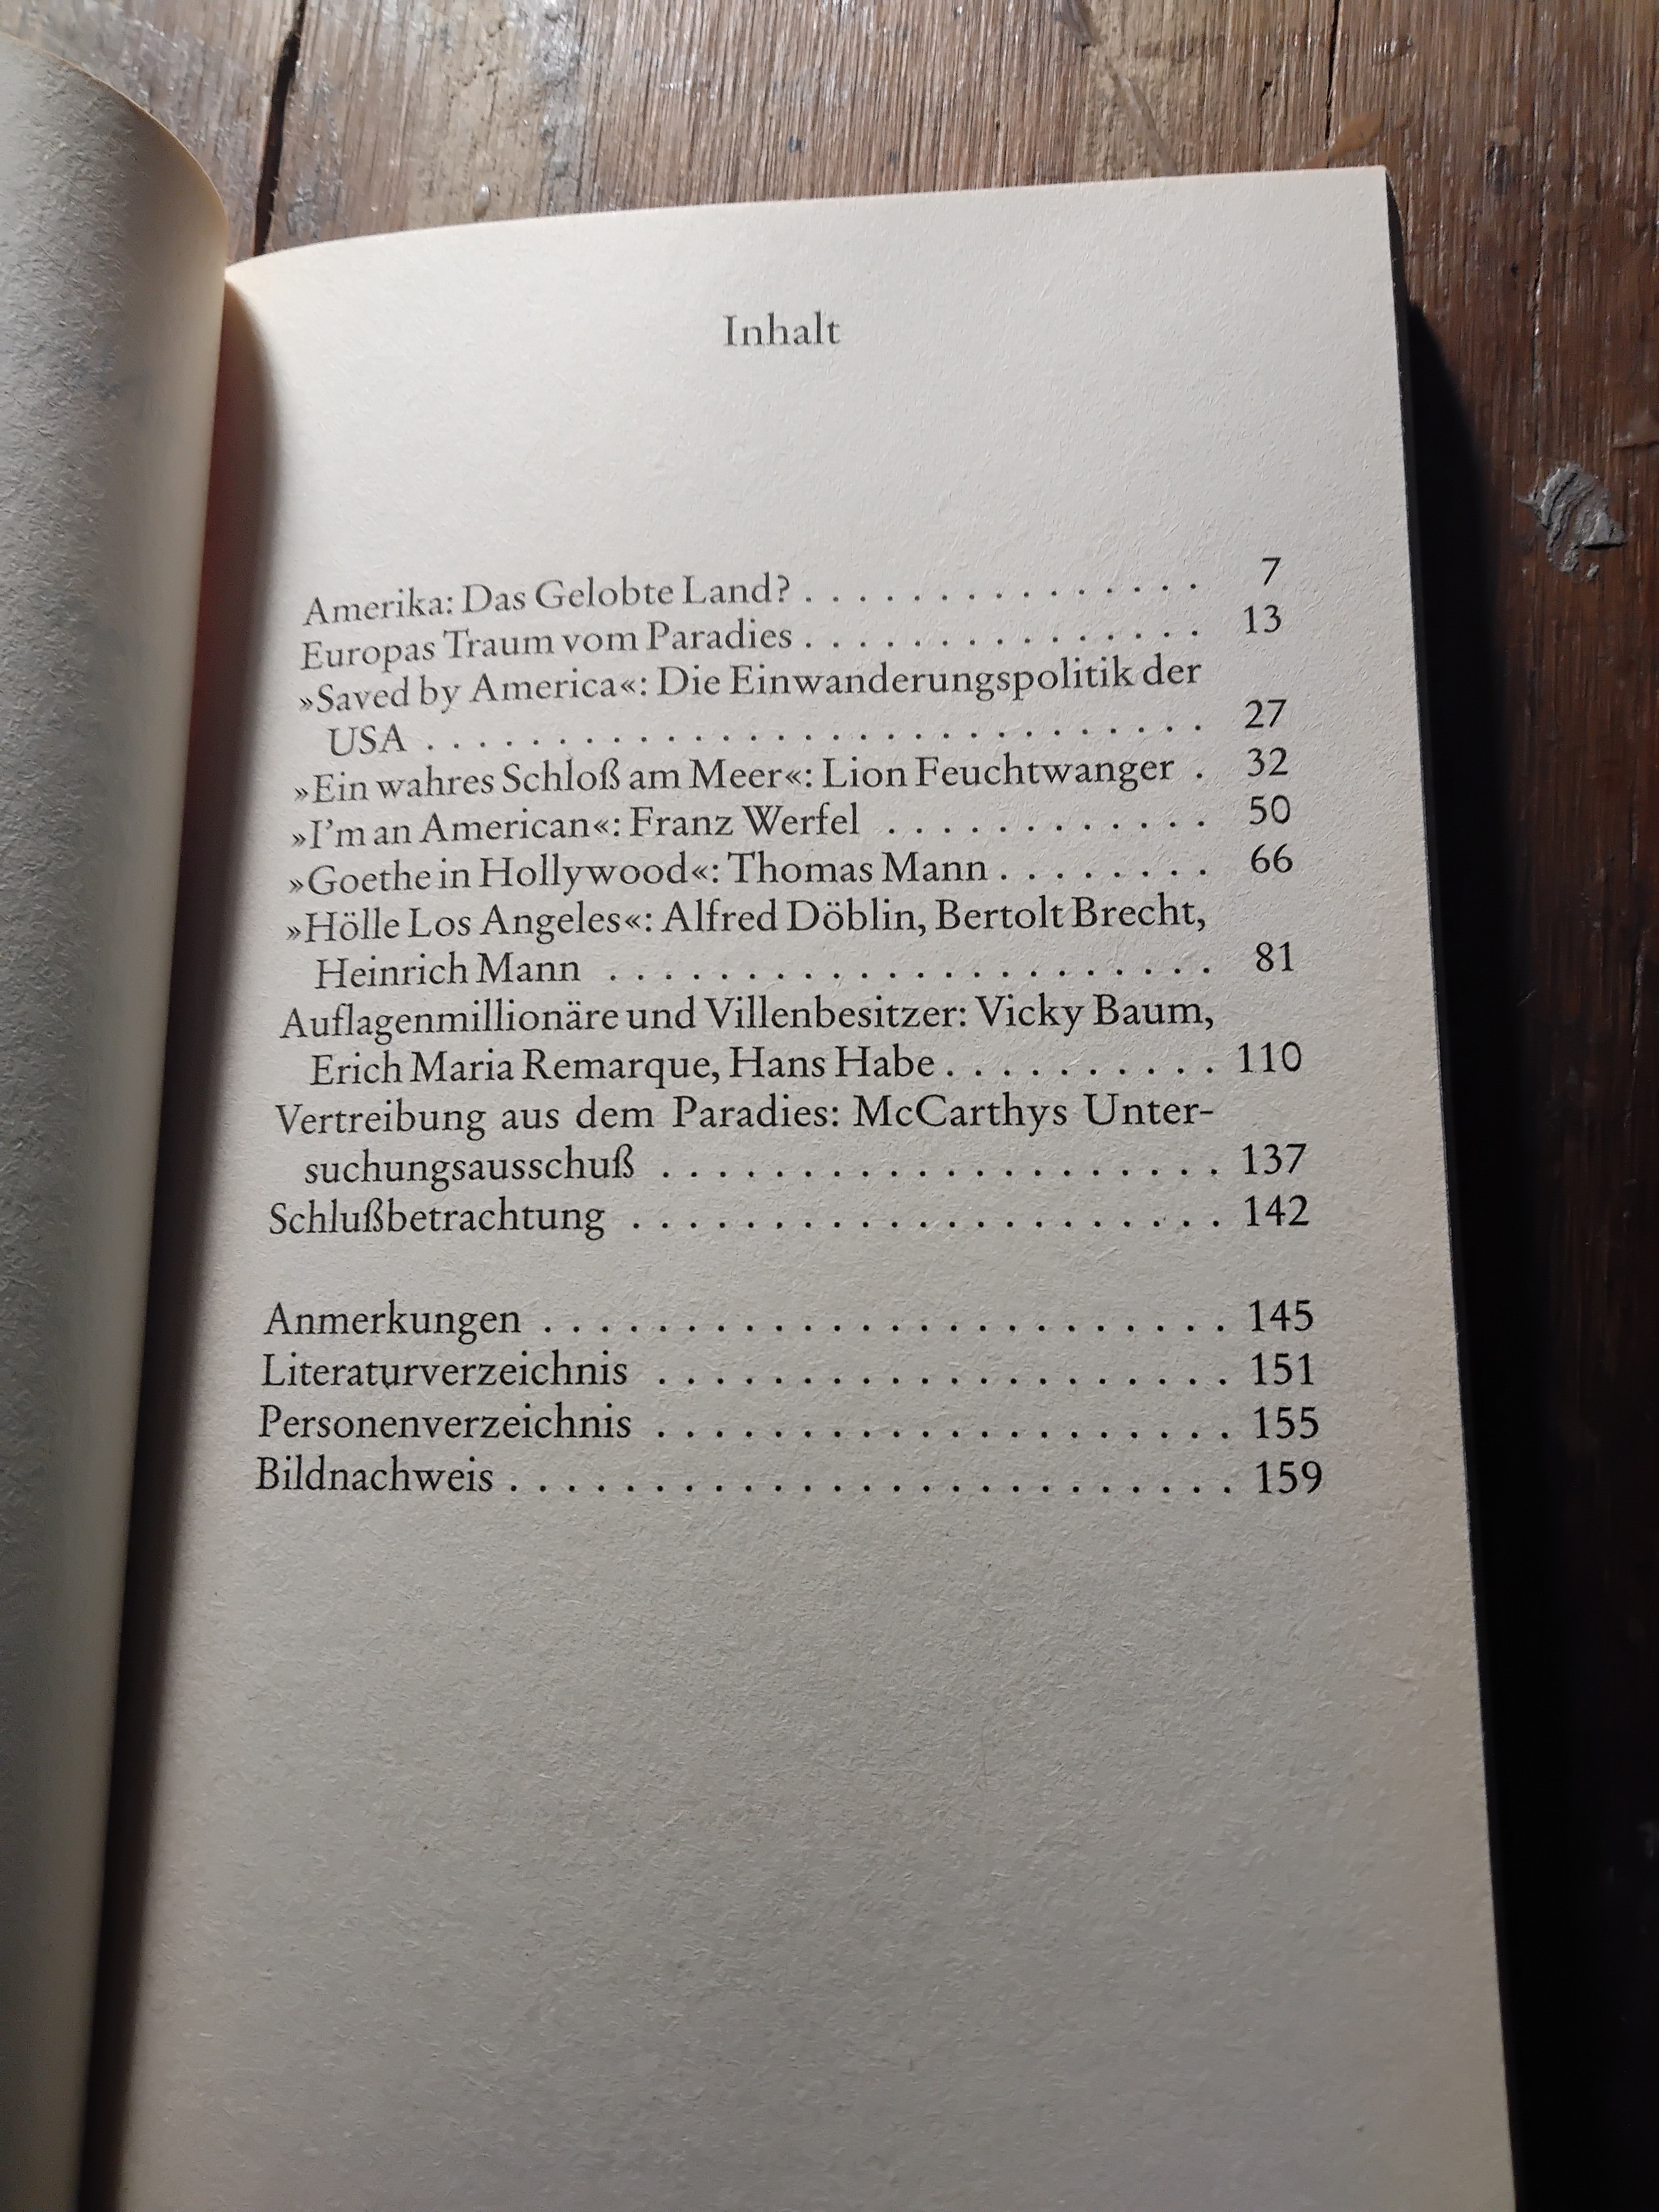 Inhalt
Amerika: Das Gelobte Land? . . . . . . . . . . . . . . . 7
Europas Traum vom Paradies . . . . . . . . . . . . . . . 13
»Saved by America«: Die Einwanderungspolitik der
USA . . . . . . . . . . . . . . . . . . . . . . . . . . . . . . 27
»Ein wahres Schloß am Meer«: Lion Feuchtwanger . 32
»I’m an American«: Franz Werfel . . . . . . . . . . . . 50
»Goethe in Hollywood«: Thomas Mann . . . . . . . . 66
»Hölle Los Angeles«: Alfred Döblin, Bertolt Brecht,
Heinrich Mann . . . . . . . . . . . . . . . . . . . . . . 81
Auflagenmillionäre und Villenbesitzer: Vicky Baum,
Erich Maria Remarque, Hans Habe . . . . . . . . . . 110
Vertreibung aus dem Paradies: McCarthys Unter-
suchungsausschuß . . . . . . . . . . . . . . . . . . . . 137
Schlußbetrachtung . . . . . . . . . . . . . . . . . . . . . 142
Anmerkungen . . . . . . . . . . . . . . . . . . . . . . . . 145
Literaturverzeichnis . . . . . . . . . . . . . . . . . . . . 151
Personenverzeichnis . . . . . . . . . . . . . . . . . . . . 155
Bildnachweis . . . . . . . . . . . . . . . . . . . . . . . . . 159